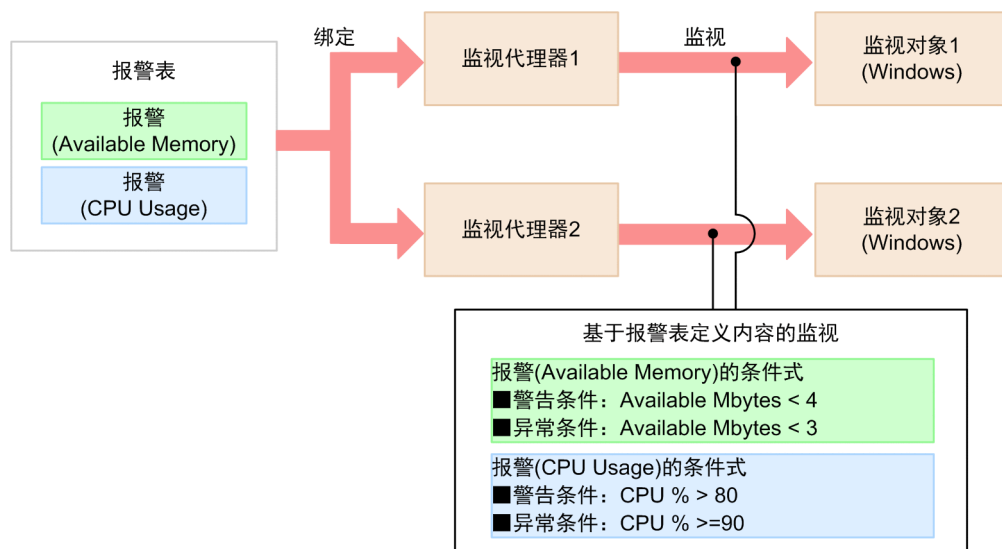 报警表
报警
(Available Memory)
报警
(CPU Usage)
绑定
监视代理器1
监视
监视对象1
(Windows)
监视代理器2
监视对象2
(Windows)
基于报警表定义内容的监视
报警(Available Memory)的条件式
■警告条件：Available Mbytes < 4
■异常条件：Available Mbytes < 3
报警(CPU Usage)的条件式
■警告条件：CPU % > 80
■异常条件：CPU % >=90